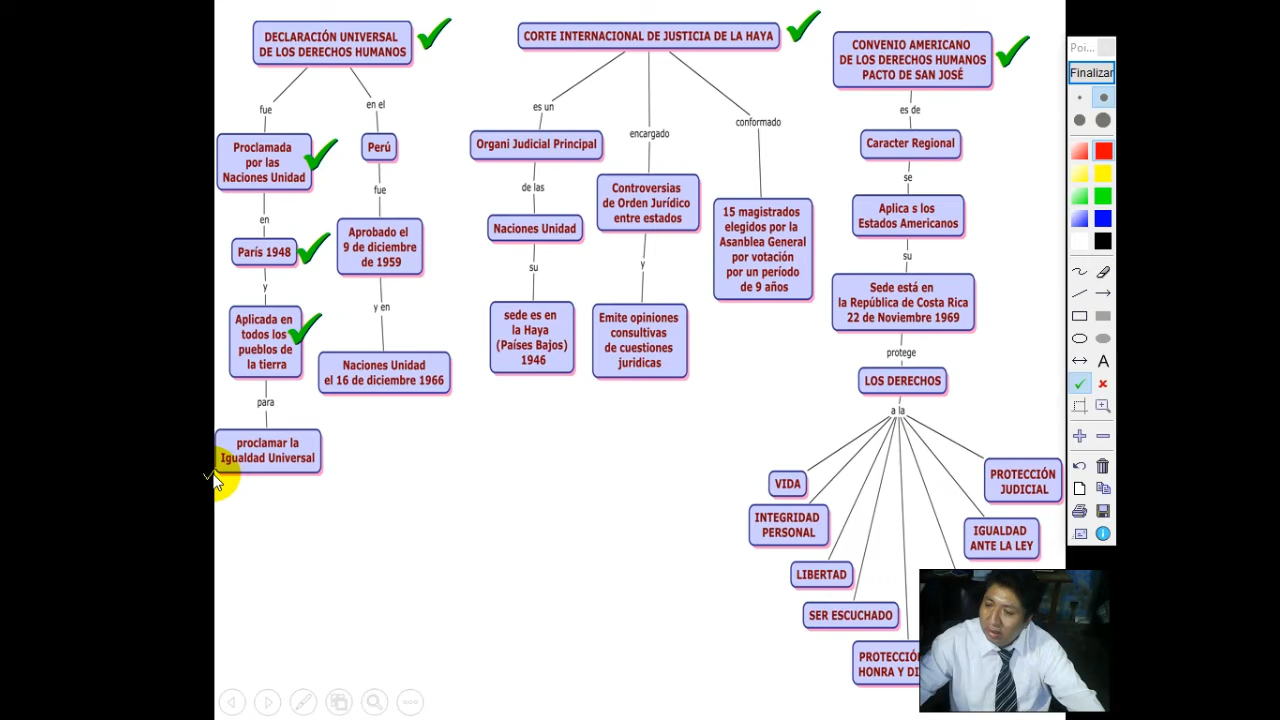 DECLARACIÓN UNIVERSAL
DE LOS DERECHOS HUMANOS
fue
en el
Proclamada
por las
Naciones Unidad
Perú
en
fue
París 1948
Aprobado el
9 de diciembre
de 1959
y
y en
Aplicada en
todos los
pueblos de
la tierra
Naciones Unidad
el 16 de diciembre 1966
para
proclamar la
Igualdad Universal
CORTE INTERNACIONAL DE JUSTICIA DE LA HAYA
es un
encargado
conformado
Organi Judicial Principal
de las
Naciones Unidad
su
sede es en
la Haya
(Países Bajos)
1946
Controversias
de Orden Jurídico
entre estados
y
Emite opiniones
consultivas
de cuestiones
juridicas
15 magistrados
elegidos por la
Asanblea General
por votación
por un período
de 9 años
CONVENIO AMERICANO
DE LOS DERECHOS HUMANOS
PACTO DE SAN JOSÉ
es de
Caracter Regional
se
Aplica s los
Estados Americanos
su
Sede está en
la República de Costa Rica
22 de Noviembre 1969
protege
LOS DERECHOS
a la
VIDA
INTEGRIDAD
PERSONAL
LIBERTAD
SER ESCUCHADO
PROTECCIÓ
HONRA Y DI
IGUALDAD
ANTE LA LEY
PROTECCIÓN
JUDICIAL
Poi...
Finalizar
A